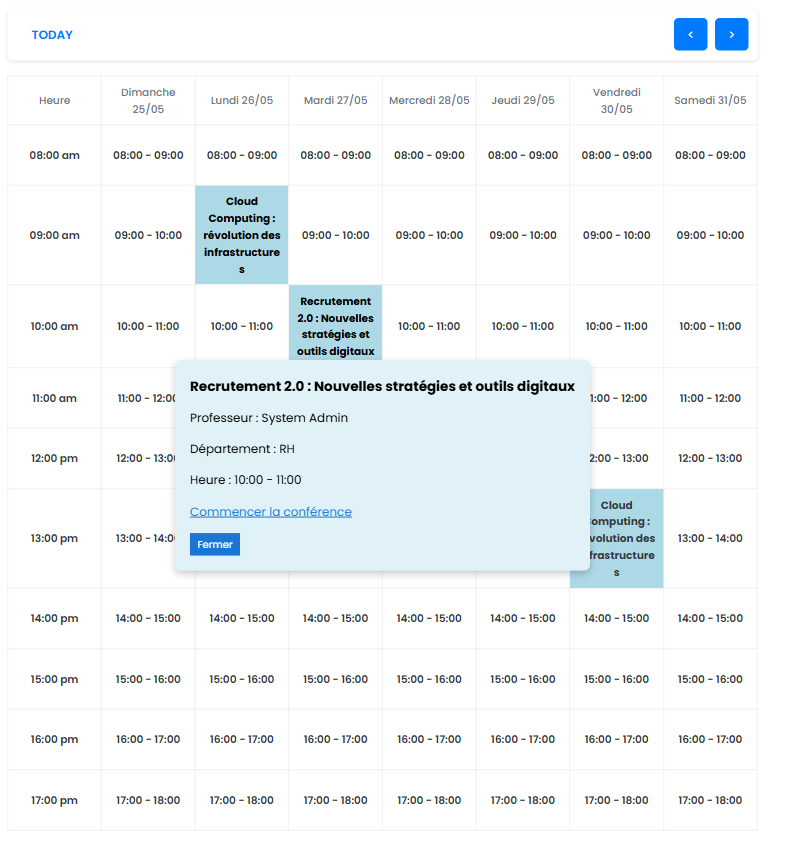 TODAY
< >
Heure Dimanche 25/05 Lundi 26/05 Mardi 27/05 Mercredi 28/05 Jeudi 29/05 Vendredi 30/05 Samedi 31/05
08:00 am 08:00 - 09:00 08:00 - 09:00 08:00 - 09:00 08:00 - 09:00 08:00 - 09:00 08:00 - 09:00 08:00 - 09:00
09:00 am 09:00 - 10:00 Cloud Computing : révolution des infrastructure s 09:00 - 10:00 09:00 - 10:00 09:00 - 10:00 09:00 - 10:00 09:00 - 10:00
10:00 am 10:00 - 11:00 10:00 - 11:00 Recrutement 2.0 : Nouvelles stratégies et outils digitaux 10:00 - 11:00 10:00 - 11:00 10:00 - 11:00 10:00 - 11:00
11:00 am 11:00 - 12:00 1:00 - 12:00 11:00 - 12:00
12:00 pm 12:00 - 13:0 2:00 - 13:00 12:00 - 13:00
13:00 pm 13:00 - 14:0 Cloud omputing : volution des frastructure s 13:00 - 14:00
Recrutement 2.0 : Nouvelles stratégies et outils digitaux
Professeur : System Admin
Département : RH
Heure : 10:00 - 11:00
Commencer la conférence
Fermer
14:00 pm 14:00 - 15:00 14:00 - 15:00 14:00 - 15:00 14:00 - 15:00 14:00 - 15:00 14:00 - 15:00 14:00 - 15:00
15:00 pm 15:00 - 16:00 15:00 - 16:00 15:00 - 16:00 15:00 - 16:00 15:00 - 16:00 15:00 - 16:00 15:00 - 16:00
16:00 pm 16:00 - 17:00 16:00 - 17:00 16:00 - 17:00 16:00 - 17:00 16:00 - 17:00 16:00 - 17:00 16:00 - 17:00
17:00 pm 17:00 - 18:00 17:00 - 18:00 17:00 - 18:00 17:00 - 18:00 17:00 - 18:00 17:00 - 18:00 17:00 - 18:00